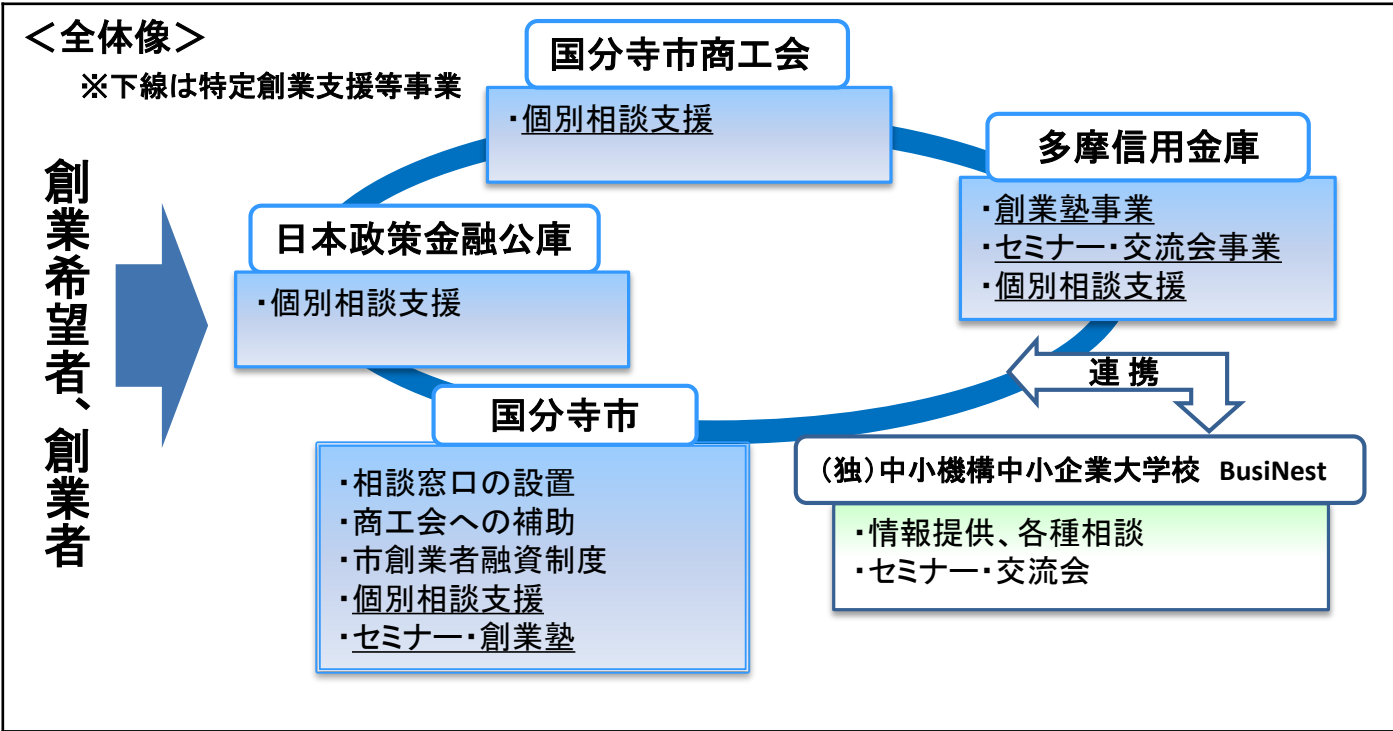 ＜全体像＞
※下線は特定創業支援等事業
創業希望者、創業者
国分寺市商工会
・個別相談支援
多摩信用金庫
・創業塾事業
・セミナー・交流会事業
・個別相談支援
日本政策金融公庫
・個別相談支援
連 携
国分寺市
・相談窓口の設置
・商工会への補助
・市創業者融資制度
・個別相談支援
・セミナー・創業塾
（独）中小機構中小企業大学校 BusiNest
・情報提供、各種相談
・セミナー・交流会